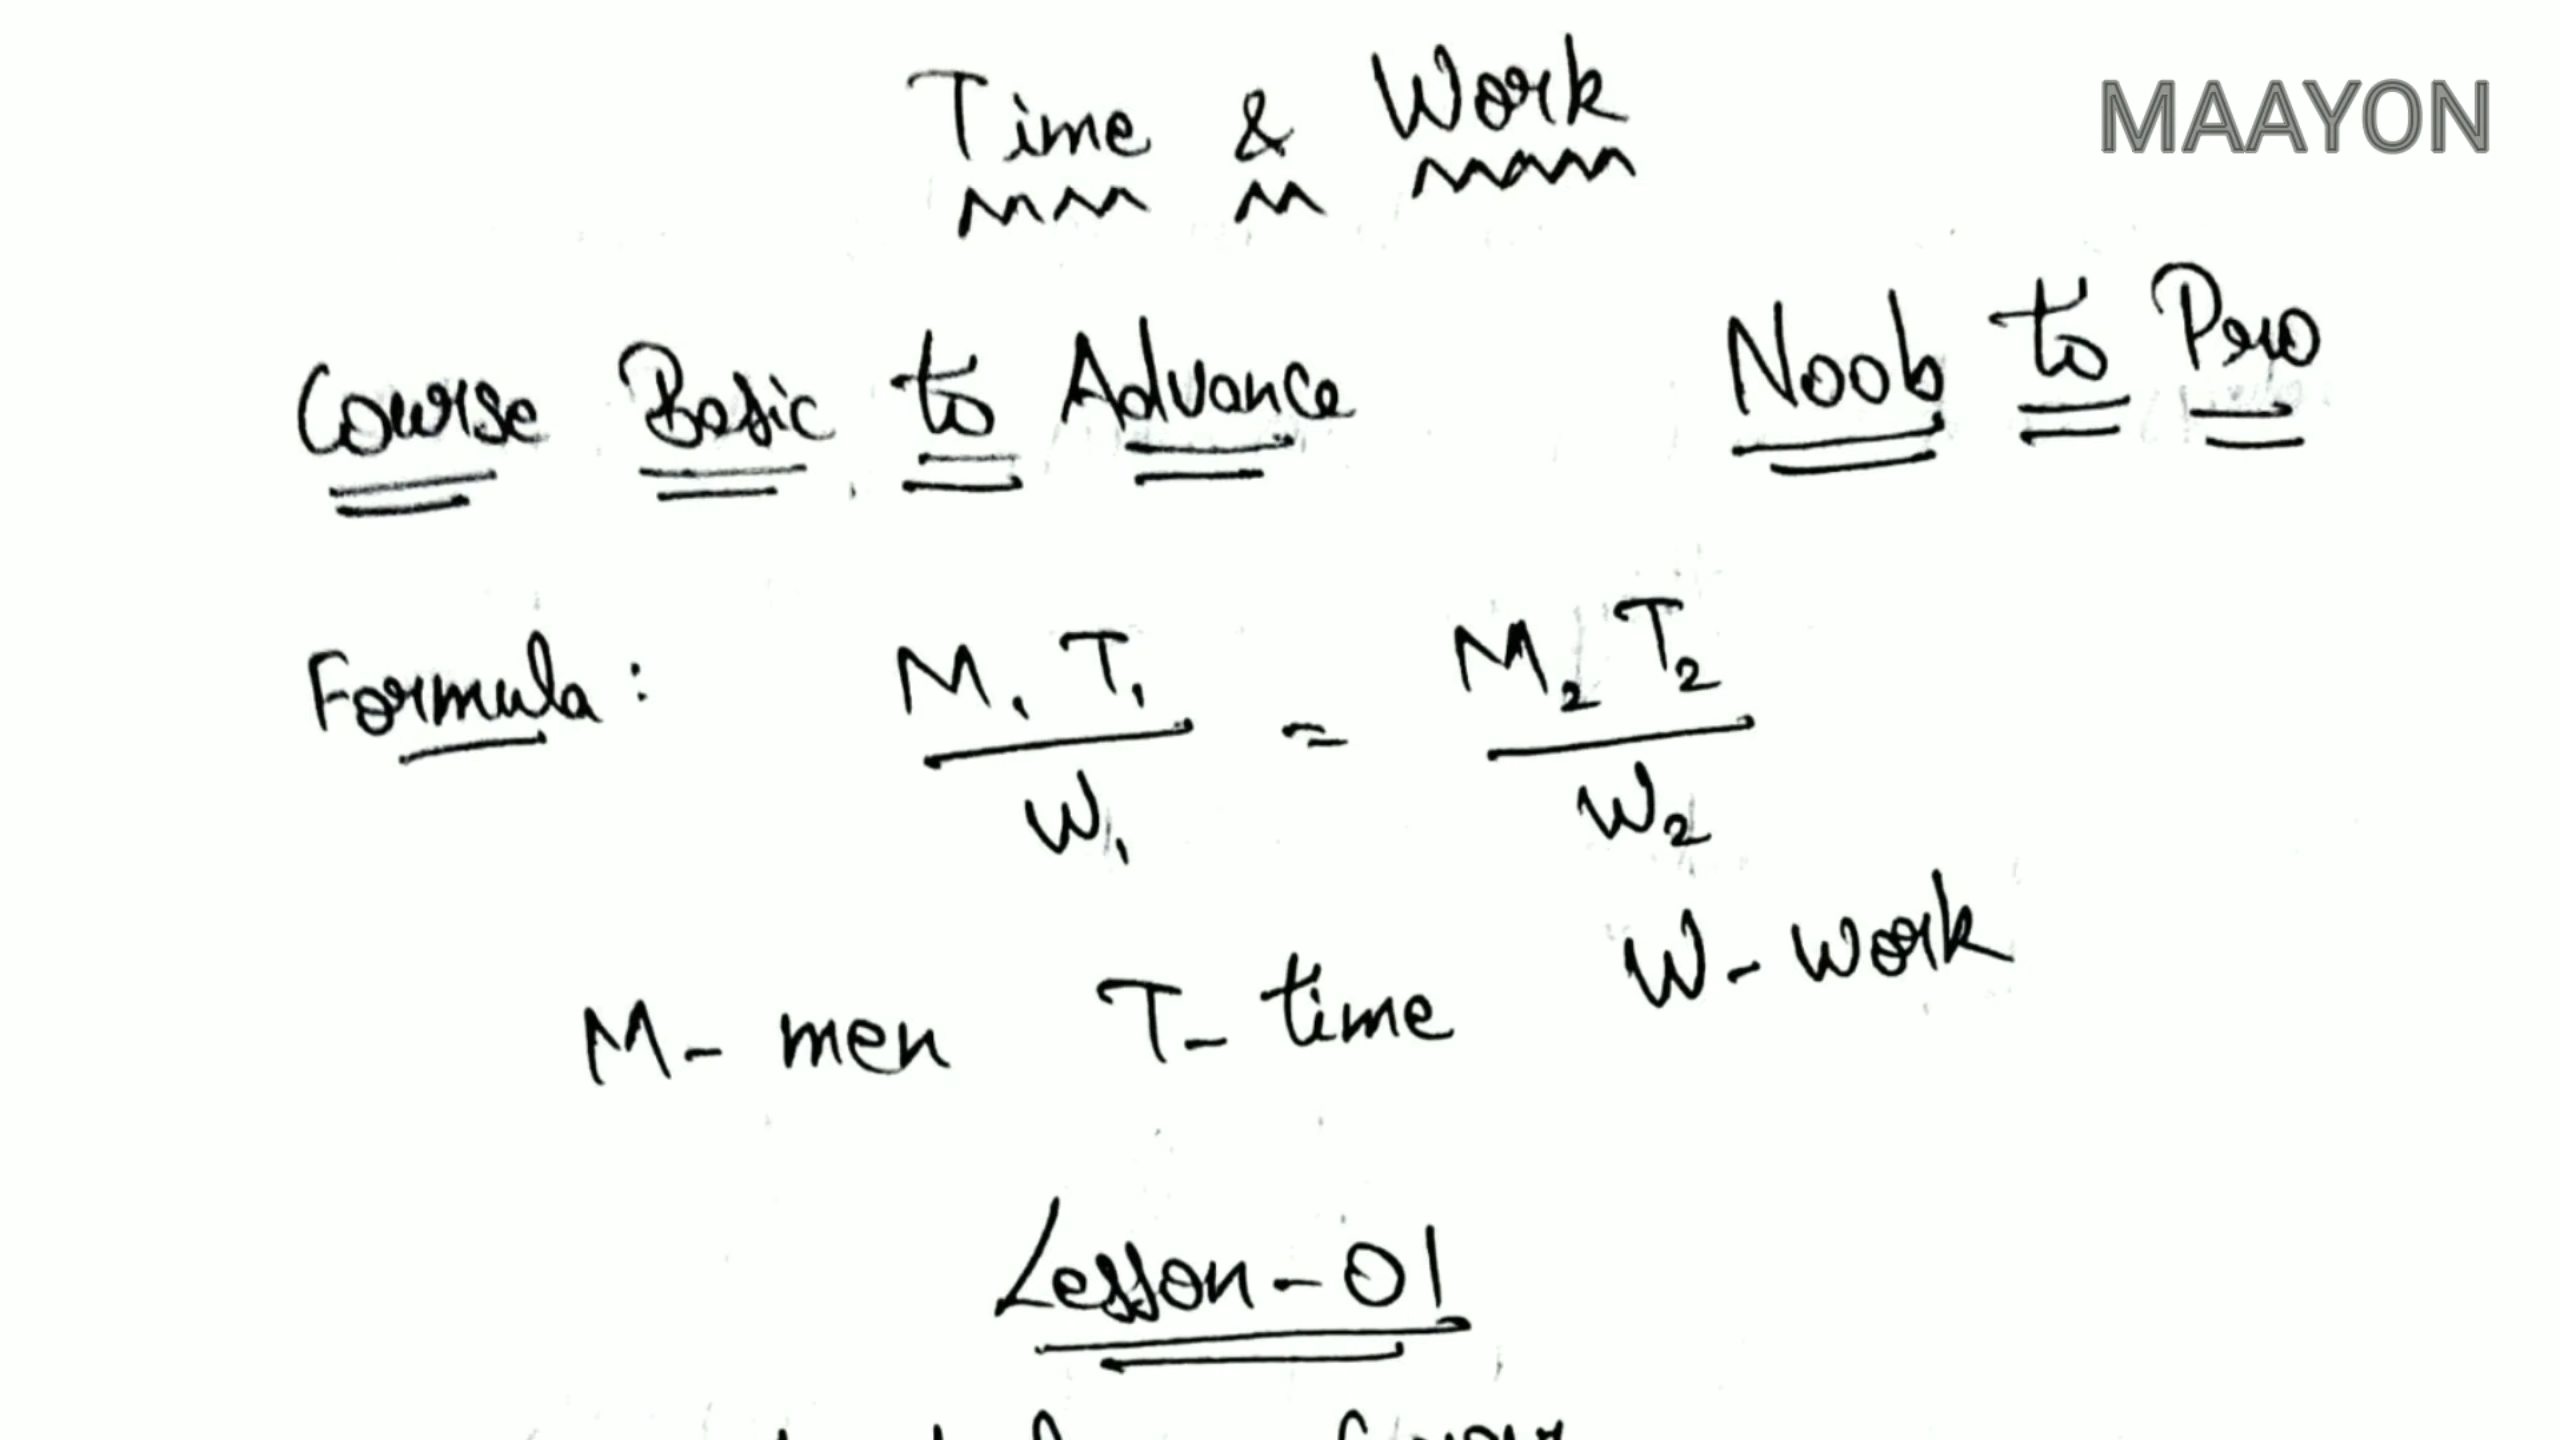 Time & Work
MAAYON
Course Basic to Advance
Noob to Pro
Formula : M₁ T₁ / W₁ = M₂ T₂ / W₂
M - men T - time W - work
Lesson - 01